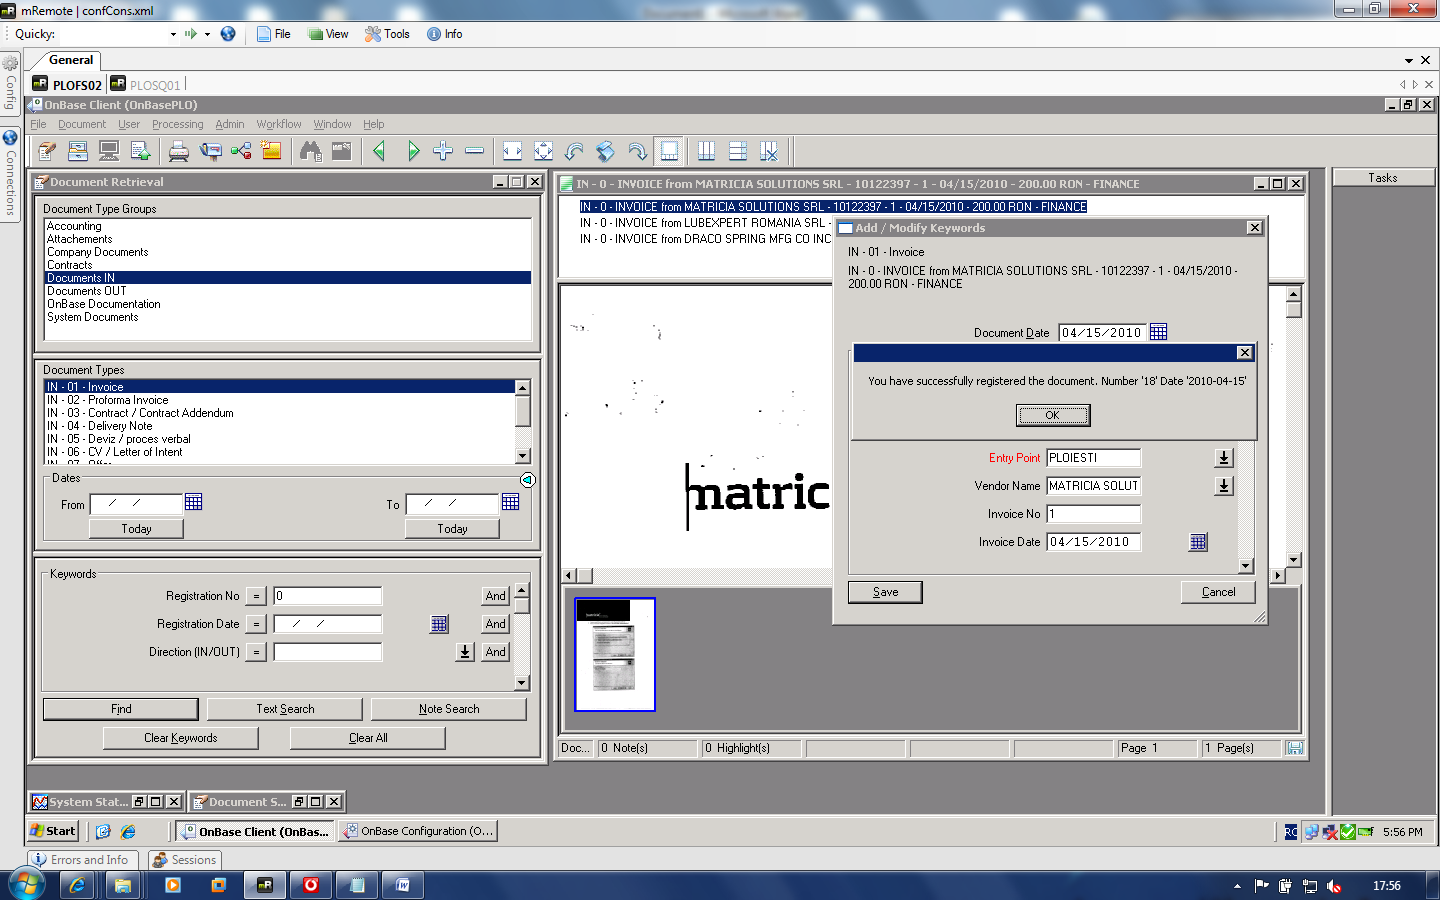 mRemote | confCons.xml
Quicky:
File
View
Tools
Info
General
PLOFS02
PLOSQ01
Config
Connections
OnBase Client (OnBasePLO)
File Document User Processing Admin Workflow Window Help
Document Retrieval
Document Type Groups
Accounting
Attachements
Company Documents
Contracts
Documents IN
Documents OUT
OnBase Documentation
System Documents
Document Types
IN - 01 - Invoice
IN - 02 - Proforma Invoice
IN - 03 - Contract / Contract Addendum
IN - 04 - Delivery Note
IN - 05 - Deviz / proces verbal
IN - 06 - CV / Letter of Intent
Dates
From / / To / /
Today Today
Keywords
Registration No = 0 And
Registration Date = / / And
Direction (IN/OUT) = And
Find Text Search Note Search
Clear Keywords Clear All
IN - 0 - INVOICE from MATRICIA SOLUTIONS SRL - 10122397 - 1 - 04/15/2010 - 200.00 RON - FINANCE
IN - 0 - INVOICE from MATRICIA SOLUTIONS SRL - 10122397 - 1 - 04/15/2010 - 200.00 RON - FINANCE
IN - 0 - INVOICE from LUBEXPERT ROMANIA SRL -
IN - 0 - INVOICE from DRACO SPRING MFG CO INC
matric
Add / Modify Keywords
IN - 01 - Invoice
IN - 0 - INVOICE from MATRICIA SOLUTIONS SRL - 10122397 - 1 - 04/15/2010 -
200.00 RON - FINANCE
Document Date 04/15/2010
You have successfully registered the document. Number '18' Date '2010-04-15'
OK
Entry Point PLOIESTI
Vendor Name MATRICIA SOLUT
Invoice No 1
Invoice Date 04/15/2010
Save Cancel
Doc... 0 Note(s) 0 Highlight(s) Page 1 1 Page(s)
Tasks
System Stat... Document S...
Start
OnBase Client (OnBas...
OnBase Configuration (O...
RO
5:56 PM
Errors and Info
Sessions
17:56